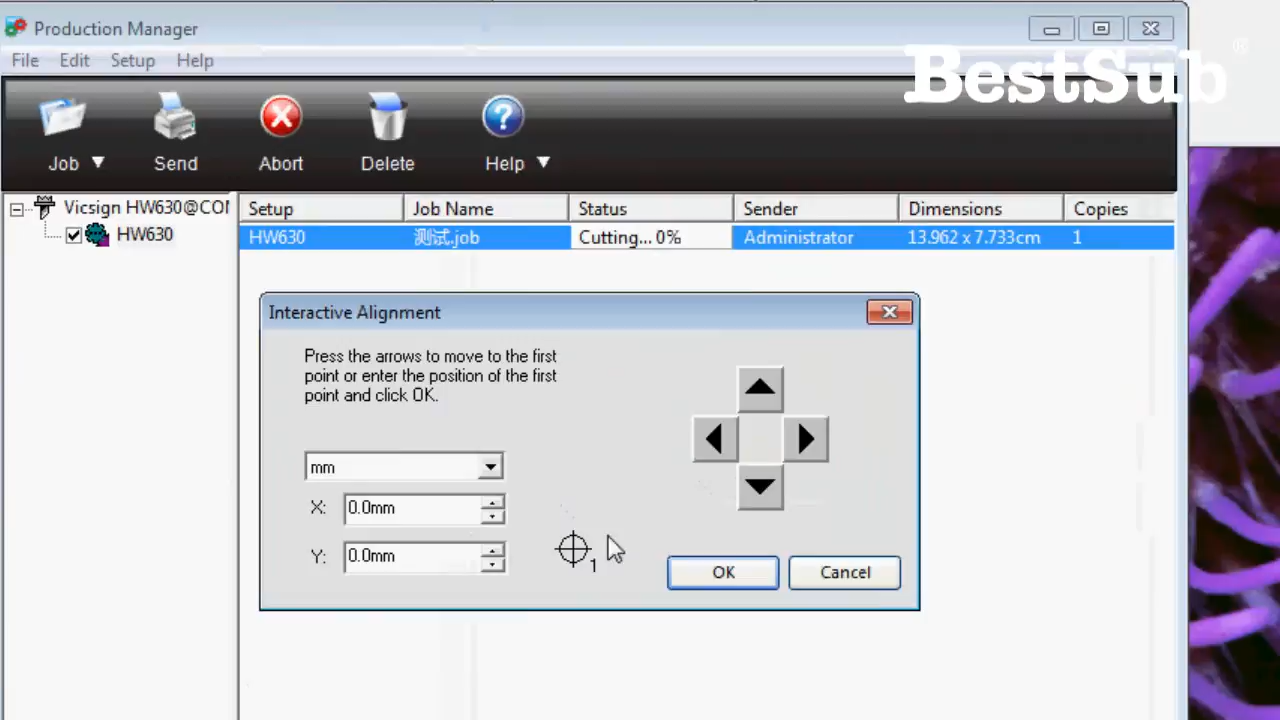 Production Manager
BestSub®
File Edit Setup Help
Job Send Abort Delete Help
Vicsign HW630@CO
HW630
Setup Job Name Status Sender Dimensions Copies
HW630 测试.job Cutting... 0% Administrator 13.962 x 7.733cm 1
Interactive Alignment
Press the arrows to move to the first
point or enter the position of the first
point and click OK.
mm
X: 0.0mm
Y: 0.0mm
1
OK Cancel